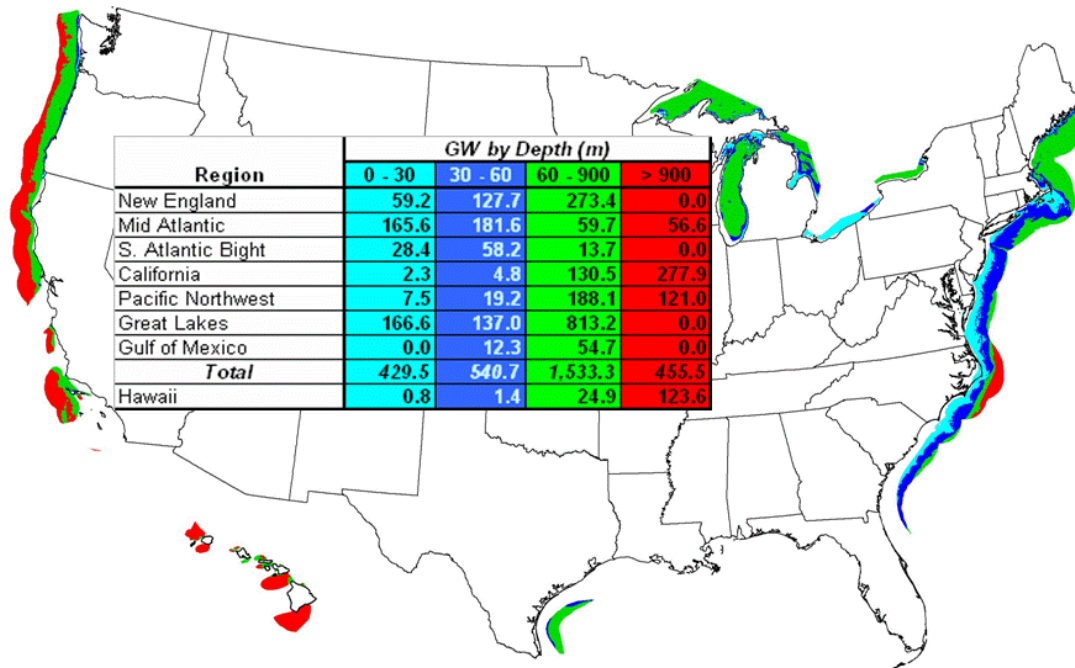 GW by Depth (m)
Region 0 - 30 30 - 60 60 - 900 > 900
New England 59.2 127.7 273.4 0.0
Mid Atlantic 165.6 181.6 59.7 56.6
S. Atlantic Bight 28.4 58.2 13.7 0.0
California 2.3 4.8 130.5 277.9
Pacific Northwest 7.5 19.2 188.1 121.0
Great Lakes 166.6 137.0 813.2 0.0
Gulf of Mexico 0.0 12.3 54.7 0.0
Total 429.5 540.7 1,533.3 455.5
Hawaii 0.8 1.4 24.9 123.6